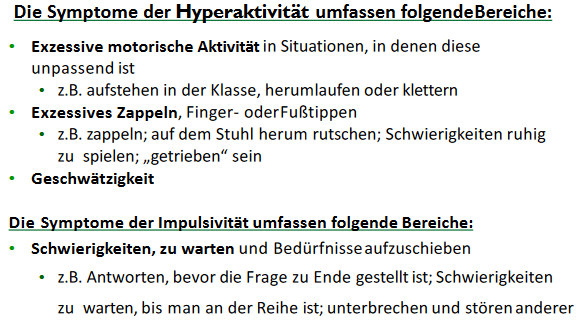 Die Symptome der Hyperaktivität umfassen folgendeBereiche:
• Exzessive motorische Aktivität in Situationen, in denen diese
unpassend ist
• z.B. aufstehen in der Klasse, herumlaufen oder klettern
• Exzessives Zappeln, Finger- oderFußtippen
• z.B. zappeln; auf dem Stuhl herum rutschen; Schwierigkeiten ruhig
zu spielen; „getrieben“ sein
• Geschwätzigkeit
Die Symptome der Impulsivität umfassen folgende Bereiche:
• Schwierigkeiten, zu warten und Bedürfnisseaufzuschieben
• z.B. Antworten, bevor die Frage zu Ende gestellt ist; Schwierigkeiten
zu warten, bis man an der Reihe ist; unterbrechen und stören anderer